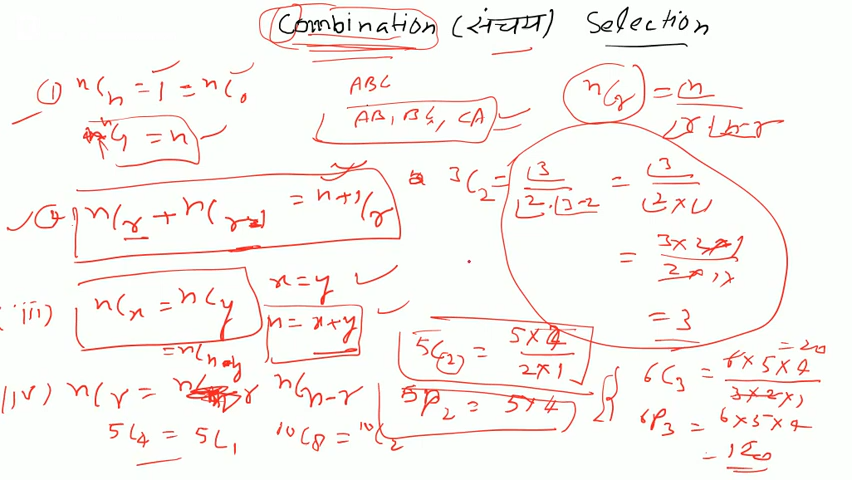 Combination (संचय) Selection
① ⁿCₙ = 1 = ⁿC₀
ⁿC₁ = n
ABC
AB, BC, CA
ⁿCᵣ = ⌊n / ⌊r · ⌊n-r
② ⁿCᵣ + ⁿCᵣ₋₁ = ⁿ⁺¹Cᵣ
³C₂ = ⌊3 / ⌊2 · ⌊3-2 = ⌊3 / ⌊2 × ⌊1
= 3×2×1 / 2×1×
= 3
(iii) ⁿCₓ = ⁿCy
x = y
n = x+y
= ⁿCₙ₋y
(iv) ⁿCᵣ = ⁿCₙ₋ᵣ
5C₄ = 5C₁
¹⁰C₈ = ¹⁰C₂
5C₂ = 5×4 / 2×1
5P₂ = 5×4
6C₃ = 6×5×4 / 3×2×1 = 20
6P₃ = 6×5×4
= 120